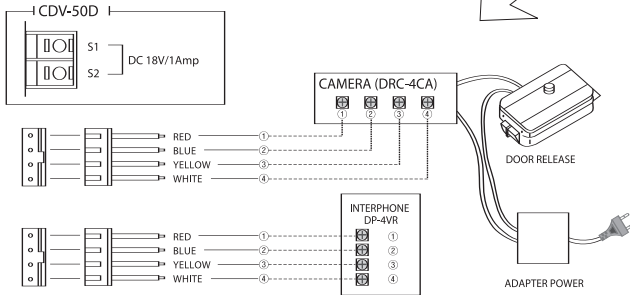 CDV-50D
S1
S2
DC 18V/1Amp
CAMERA (DRC-4CA)
① ② ③ ④
DOOR RELEASE
RED ①
BLUE ②
YELLOW ③
WHITE ④
INTERPHONE
DP-4VR
RED ① ①
BLUE ② ②
YELLOW ③ ③
WHITE ④ ④
ADAPTER POWER